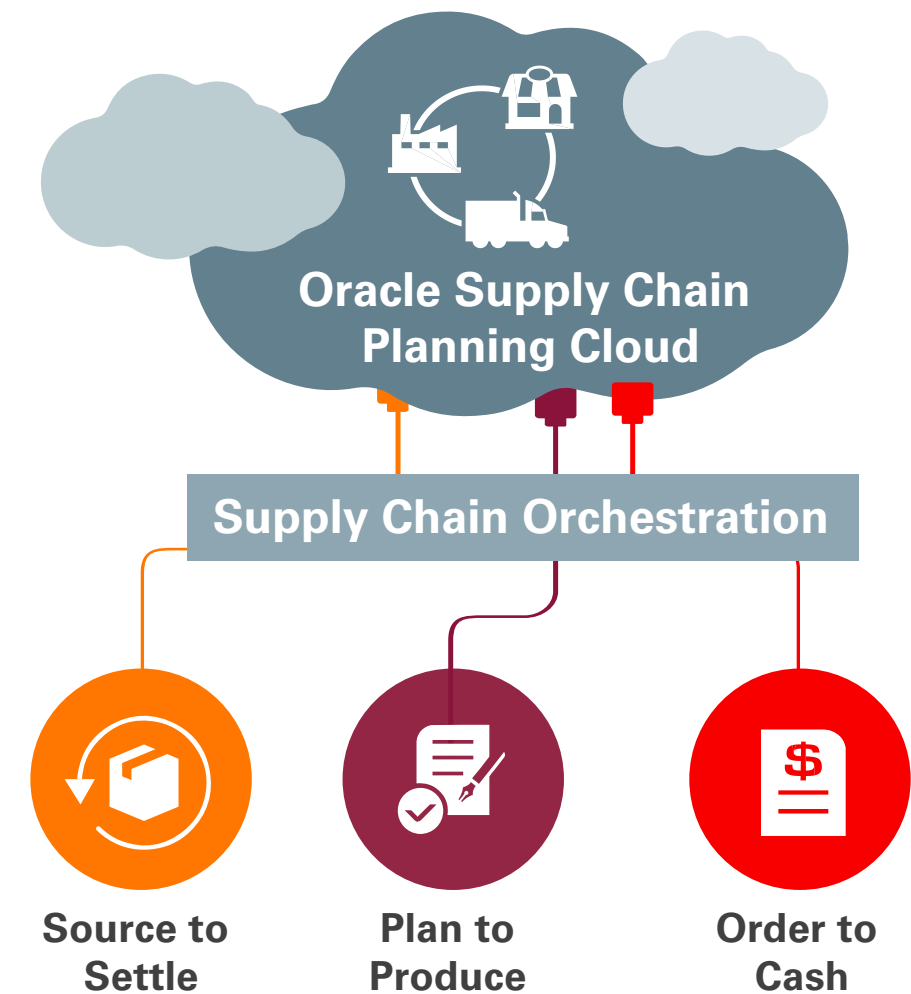 Oracle Supply Chain
Planning Cloud
Supply Chain Orchestration
$
Source to
Settle
Plan to
Produce
Order to
Cash